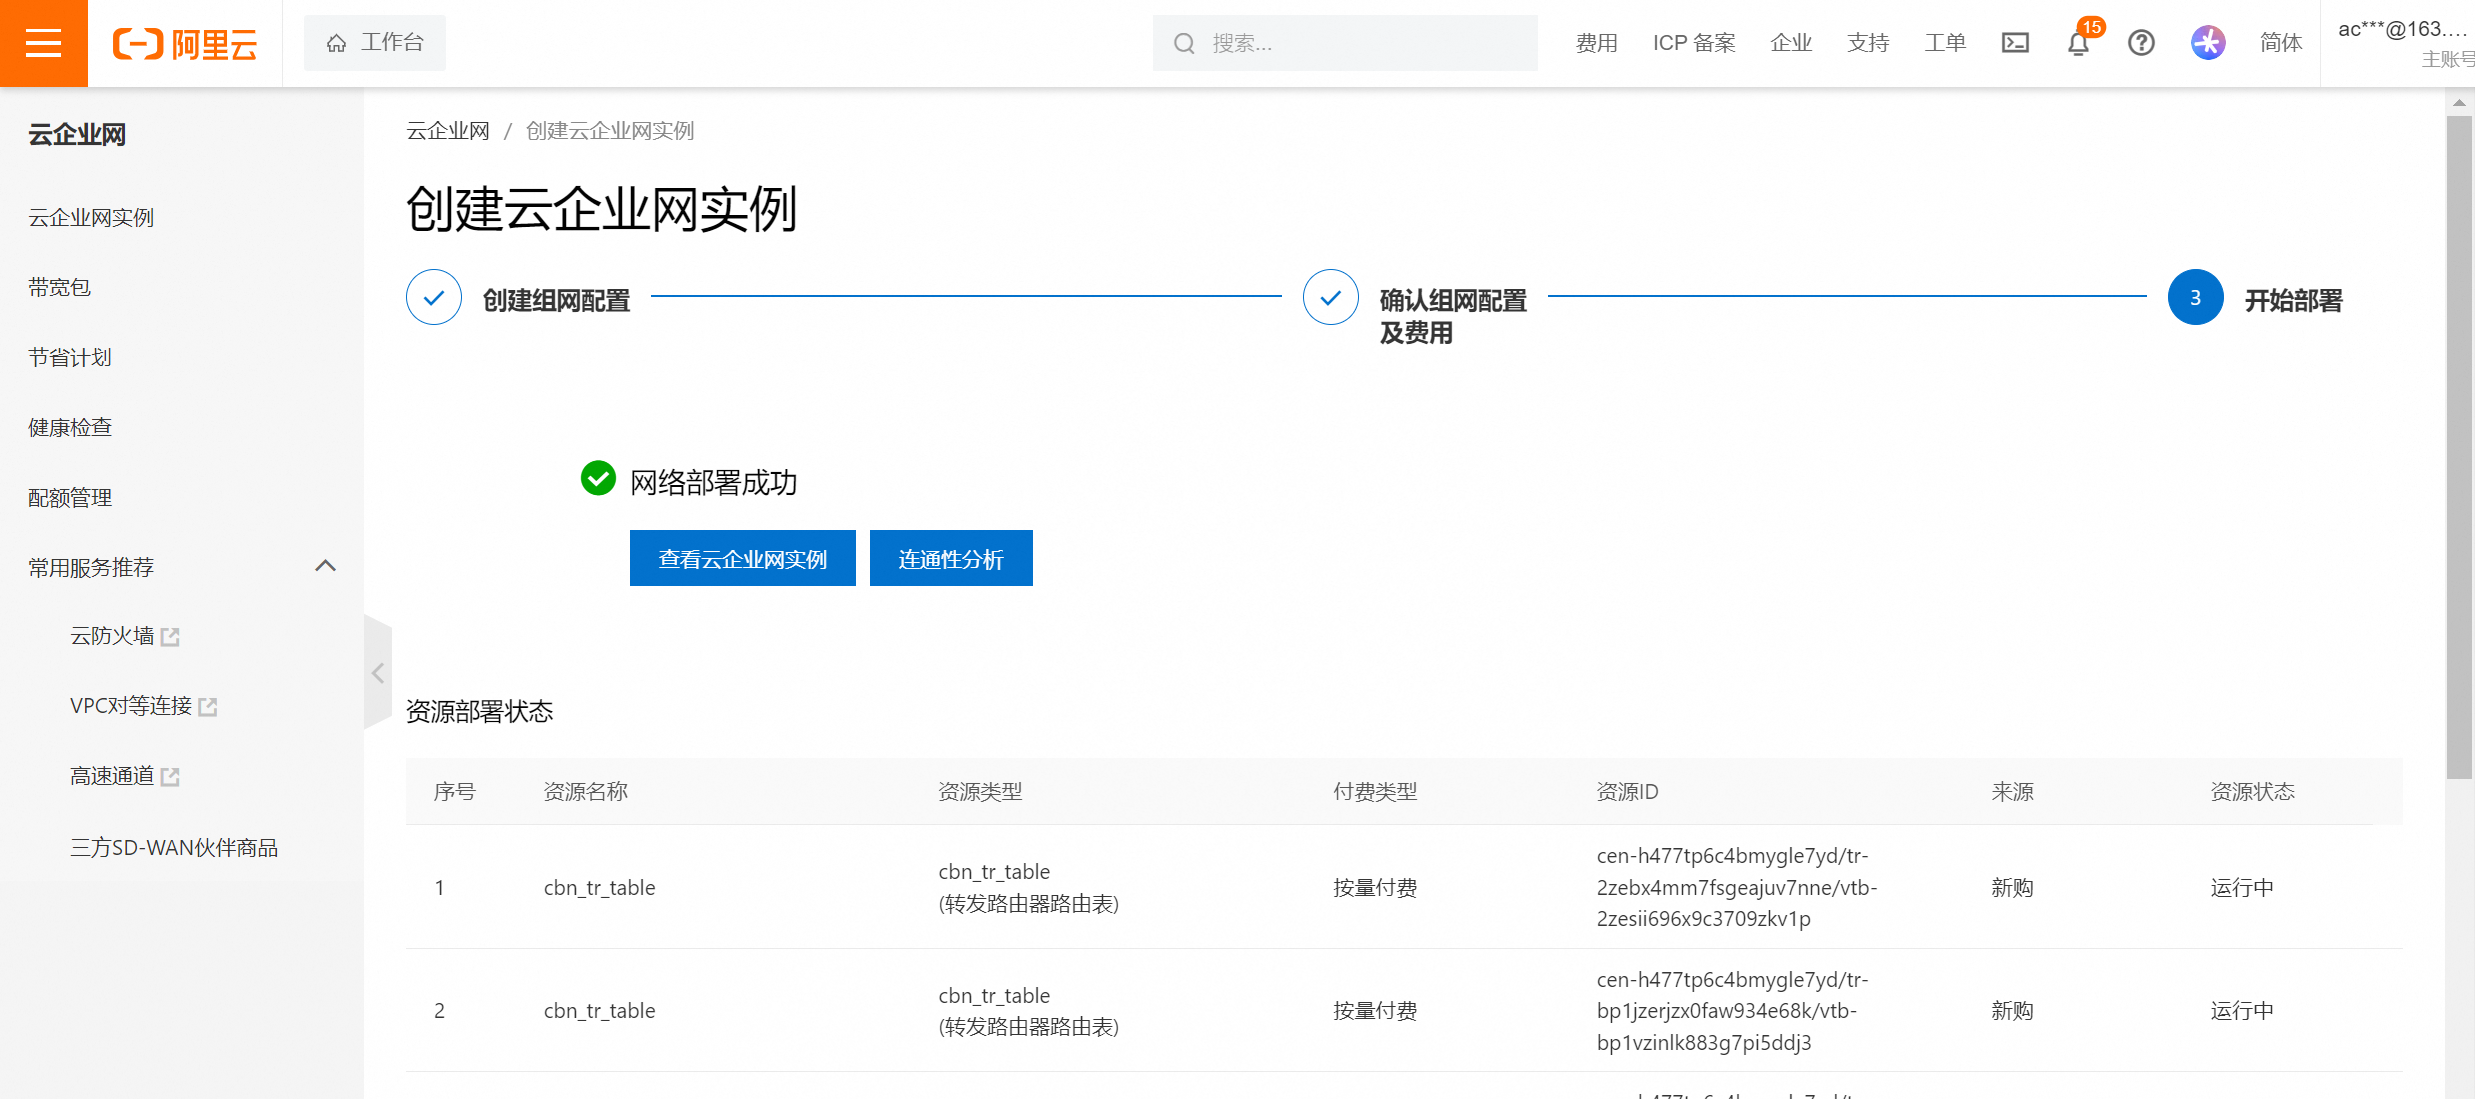 阿里云
工作台
搜索...
费用
ICP 备案
企业
支持
工单
15
简体
ac***@163....
主账号
云企业网
云企业网实例
带宽包
节省计划
健康检查
配额管理
常用服务推荐
云防火墙
VPC对等连接
高速通道
三方SD-WAN伙伴商品
云企业网 / 创建云企业网实例
创建云企业网实例
创建组网配置
确认组网配置
及费用
3 开始部署
网络部署成功
查看云企业网实例
连通性分析
资源部署状态
序号 资源名称 资源类型 付费类型 资源ID 来源 资源状态
1 cbn_tr_table
cbn_tr_table
(转发路由器路由表)
按量付费
cen-h477tp6c4bmygle7yd/tr-
2zebx4mm7fsgeajuv7nne/vtb-
2zesii696x9c3709zkv1p
新购
运行中
2 cbn_tr_table
cbn_tr_table
(转发路由器路由表)
按量付费
cen-h477tp6c4bmygle7yd/tr-
bp1jzerjzx0faw934e68k/vtb-
bp1vzinlk883g7pi5ddj3
新购
运行中